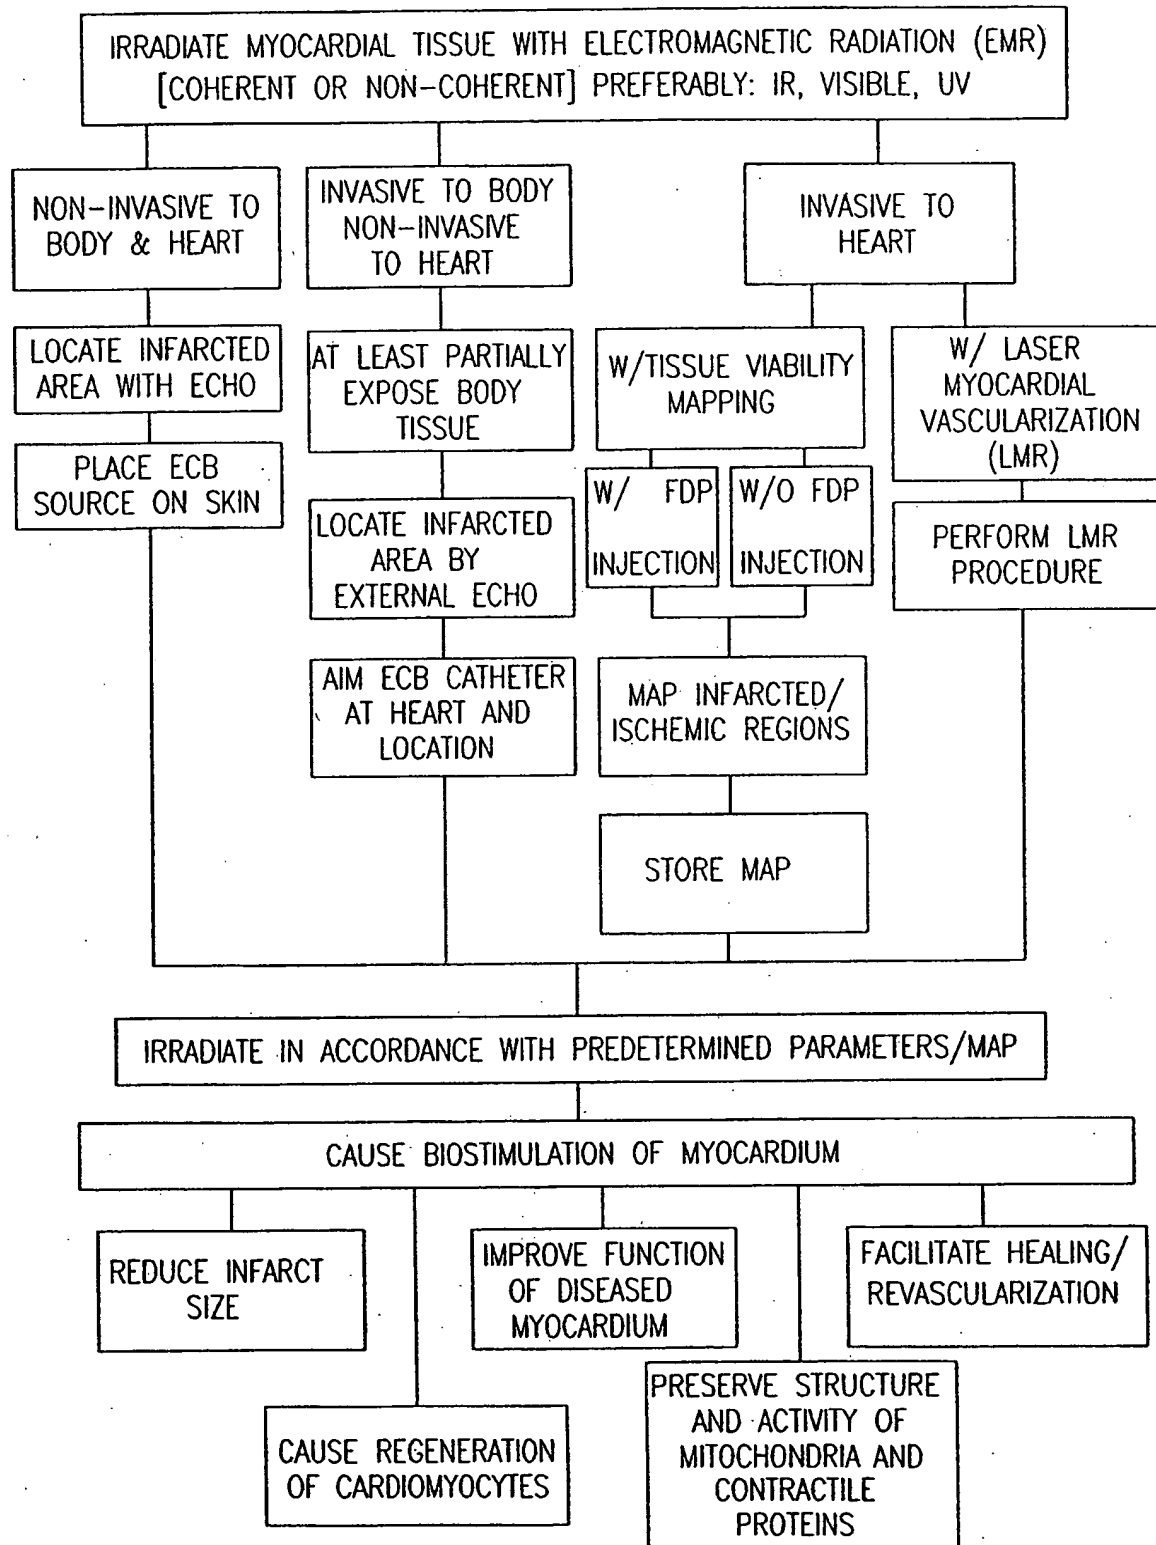 IRRADIATE MYOCARDIAL TISSUE WITH ELECTROMAGNETIC RADIATION (EMR)
[COHERENT OR NON-COHERENT] PREFERABLY: IR, VISIBLE, UV
NON-INVASIVE TO
BODY & HEART
INVASIVE TO BODY
NON-INVASIVE
TO HEART
INVASIVE TO
HEART
LOCATE INFARCTED
AREA WITH ECHO
AT LEAST PARTIALLY
EXPOSE BODY
TISSUE
W/TISSUE VIABILITY
MAPPING
W/ LASER
MYOCARDIAL
VASCULARIZATION
(LMR)
PLACE ECB
SOURCE ON SKIN
LOCATE INFARCTED
AREA BY
EXTERNAL ECHO
W/ FDP
INJECTION
W/O FDP
INJECTION
PERFORM LMR
PROCEDURE
AIM ECB CATHETER
AT HEART AND
LOCATION
MAP INFARCTED/
ISCHEMIC REGIONS
STORE MAP
IRRADIATE IN ACCORDANCE WITH PREDETERMINED PARAMETERS/MAP
CAUSE BIOSTIMULATION OF MYOCARDIUM
REDUCE INFARCT
SIZE
IMPROVE FUNCTION
OF DISEASED
MYOCARDIUM
FACILITATE HEALING/
REVASCULARIZATION
CAUSE REGENERATION
OF CARDIOMYOCYTES
PRESERVE STRUCTURE
AND ACTIVITY OF
MITOCHONDRIA AND
CONTRACTILE
PROTEINS